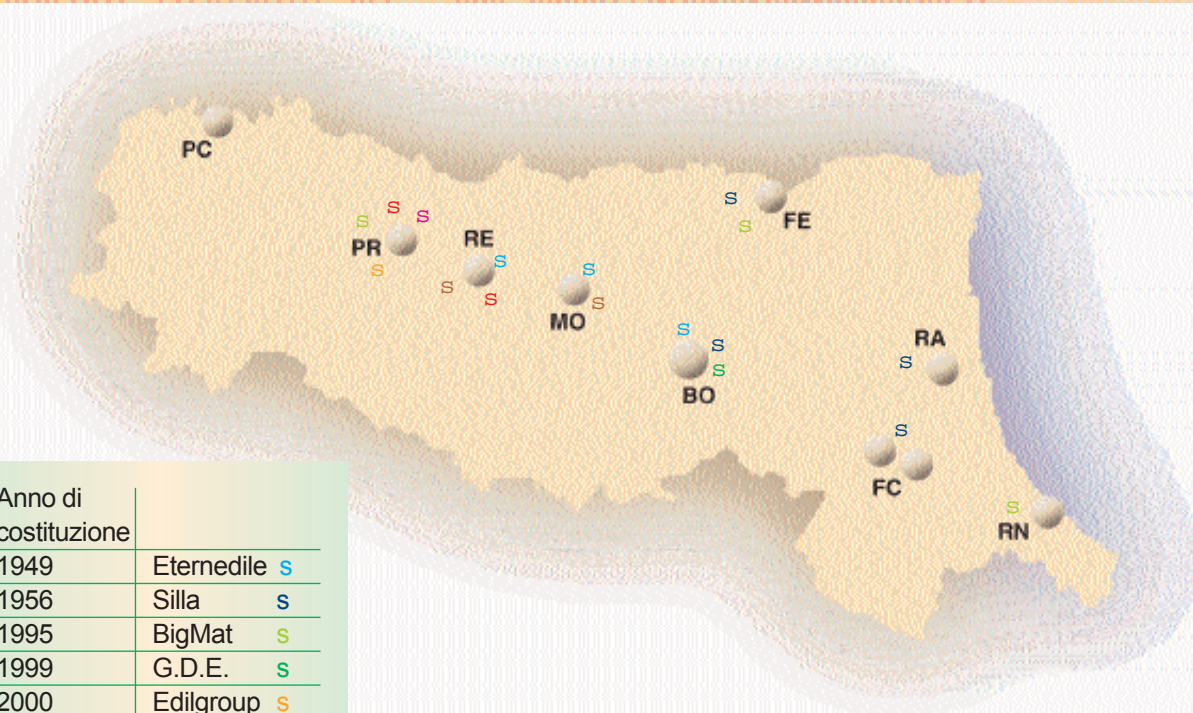 PC
s
FE
s
s
s
s
PR
s
RE
s
s
s
s
MO
s
s
s
s
BO
RA
s
s
FC
s
RN
Anno di
costituzione
1949 Eternedile s
1956 Silla s
1995 BigMat s
1999 G.D.E. s
2000 Edilgroup s